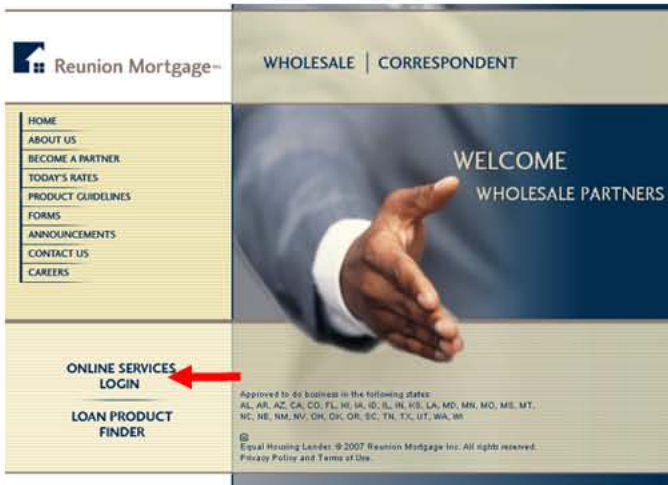 Reunion Mortgage INC
WHOLESALE | CORRESPONDENT
HOME
ABOUT US
BECOME A PARTNER
TODAY'S RATES
PRODUCT GUIDELINES
FORMS
ANNOUNCEMENTS
CONTACT US
CAREERS
WELCOME
WHOLESALE PARTNERS
ONLINE SERVICES
LOGIN
LOAN PRODUCT
FINDER
Approved to do business in the following states:
AL, AR, AZ, CA, CO, FL, HI, IA, ID, IL, IN, KS, LA, MD, MN, MO, MS, MT,
NC, NE, NM, NV, OH, OK, OR, SC, TN, TX, UT, WA, WI
Equal Housing Lender. © 2007 Reunion Mortgage Inc. All rights reserved.
Privacy Policy and Terms of Use.